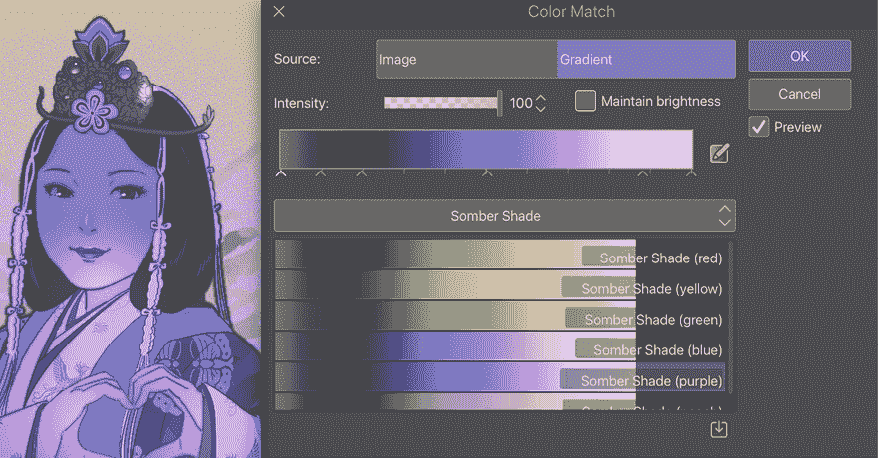 Color Match
Source:
Image
Gradient
OK
Intensity:
100
Maintain brightness
Cancel
Preview
Somber Shade
Somber Shade (red)
Somber Shade (yellow)
Somber Shade (green)
Somber Shade (blue)
Somber Shade (purple)